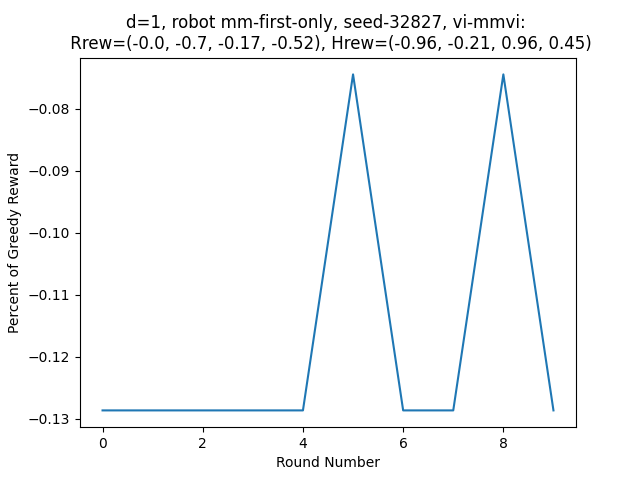 d=1, robot mm-first-only, seed-32827, vi-mmvi:
Rrew=(-0.0, -0.7, -0.17, -0.52), Hrew=(-0.96, -0.21, 0.96, 0.45)
−0.08
−0.09
−0.10
−0.11
−0.12
−0.13
Percent of Greedy Reward
0 2 4 6 8
Round Number